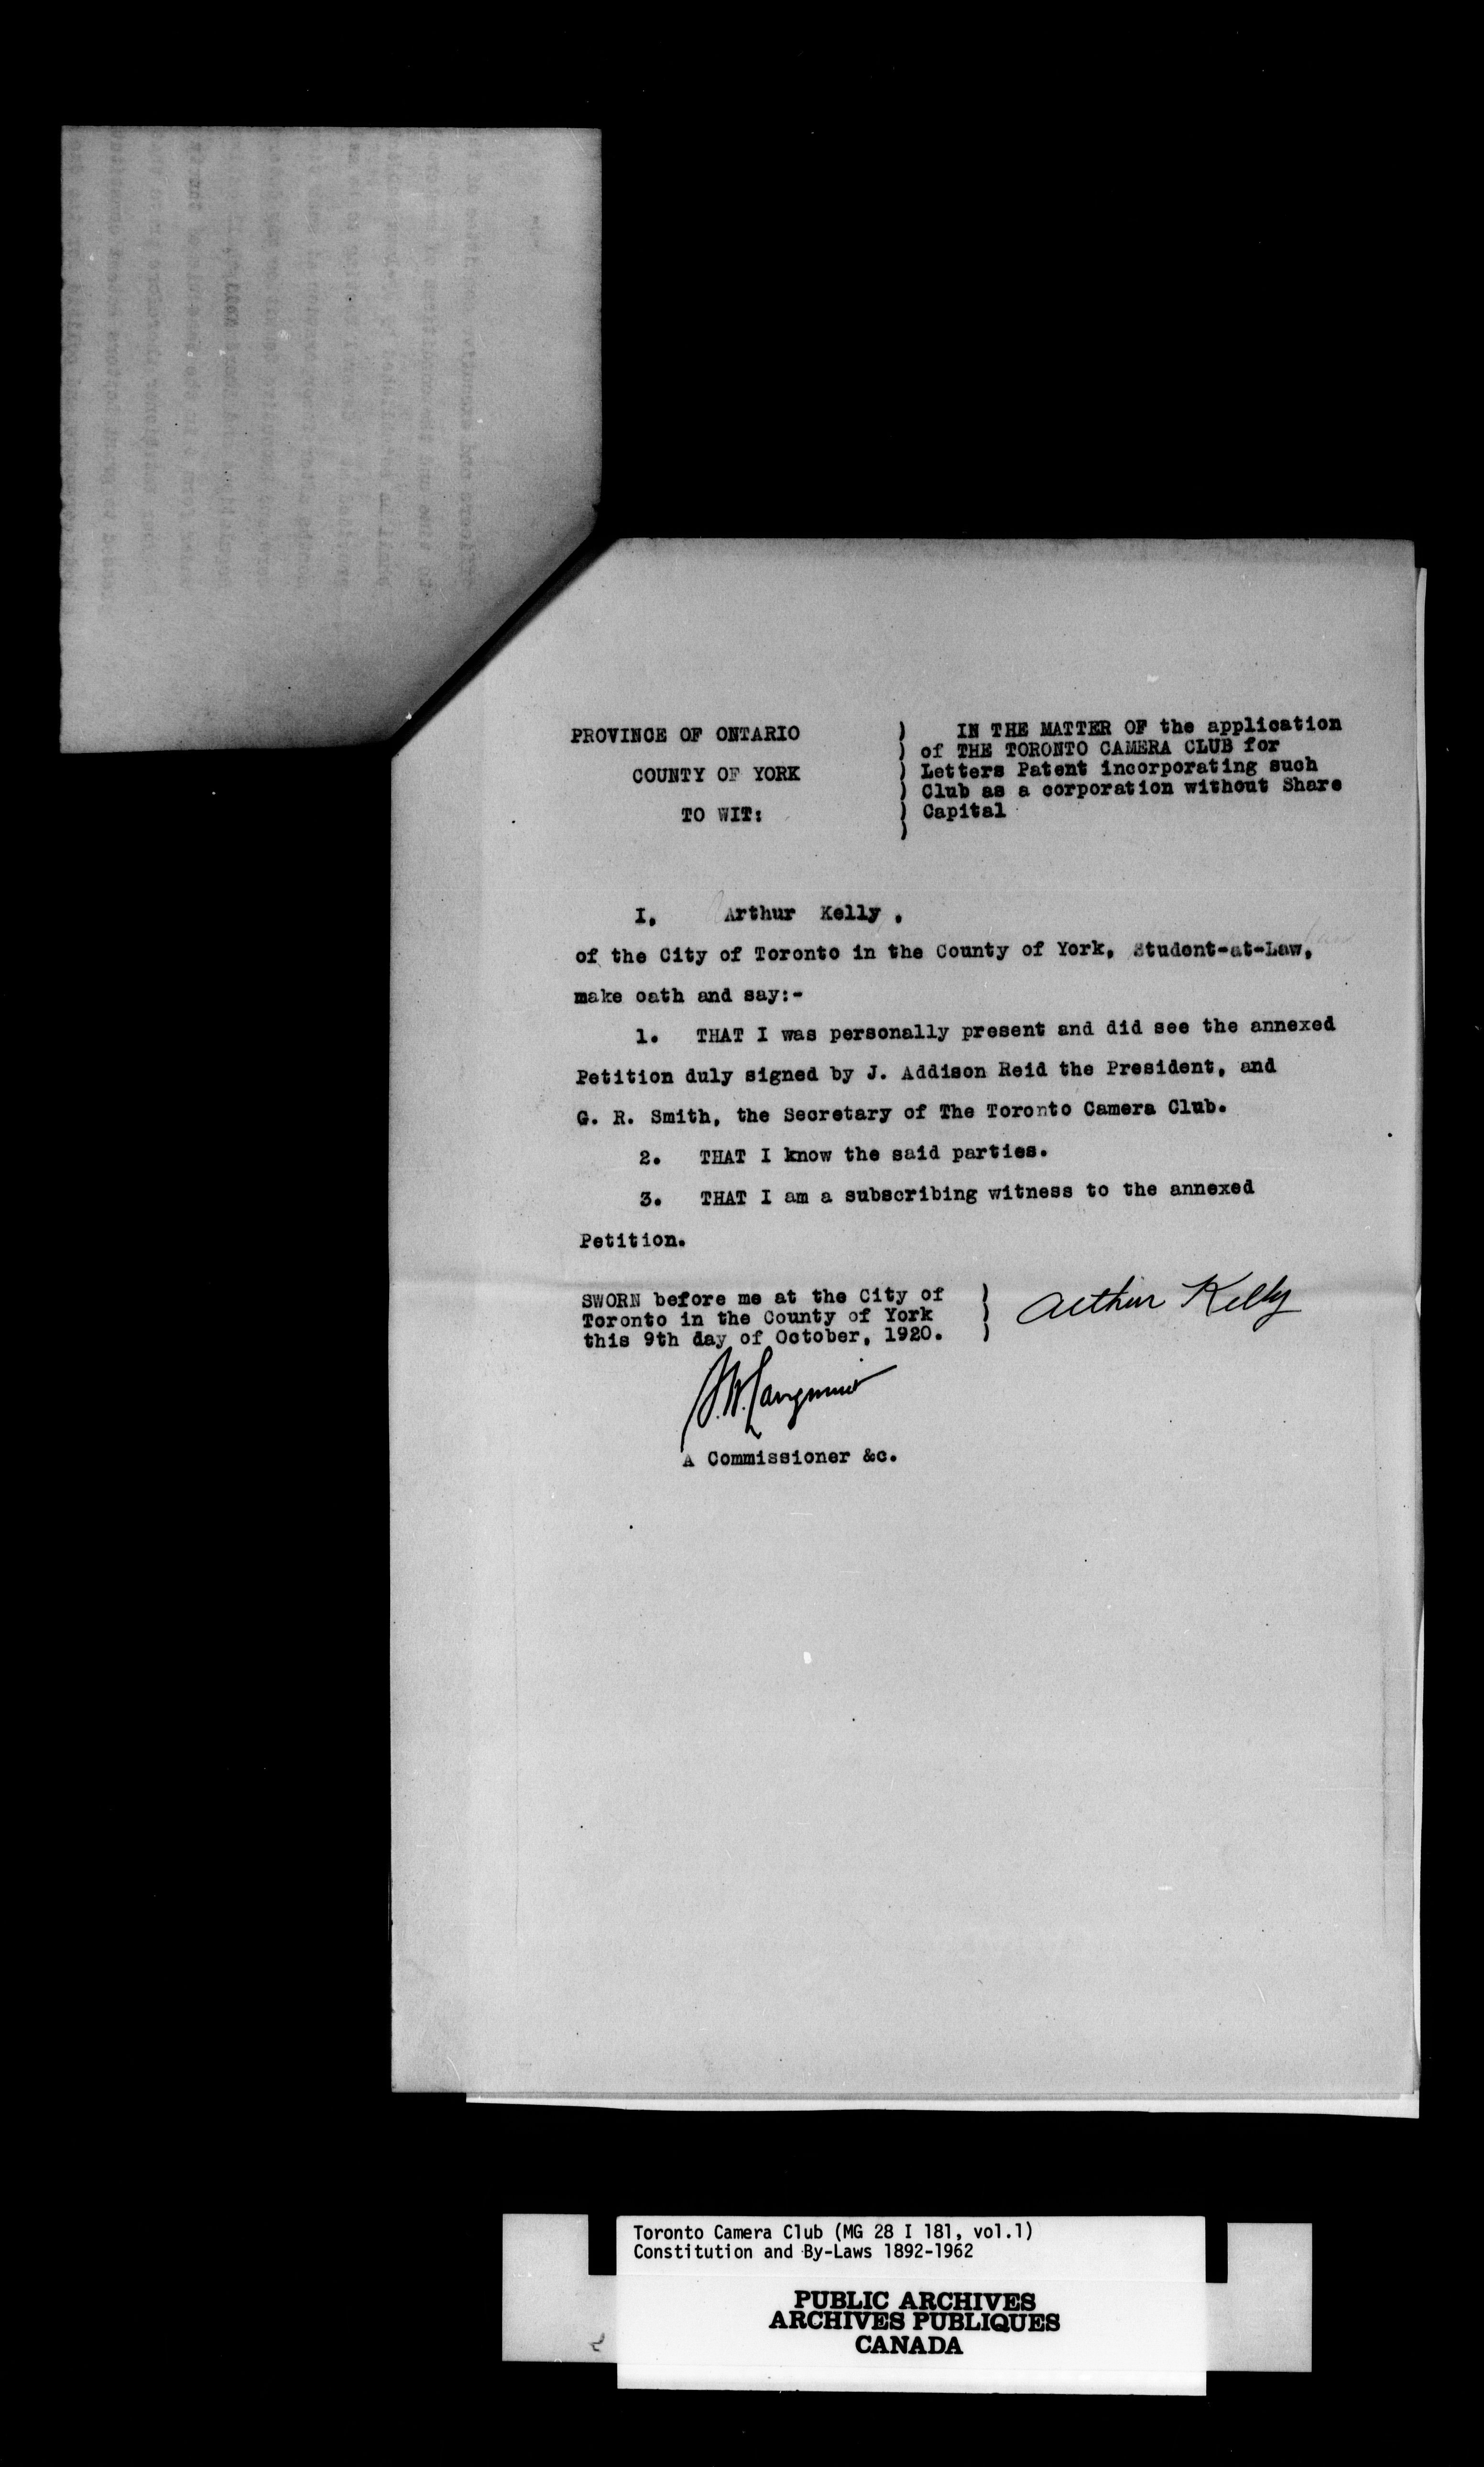 PROVINCE OF ONTARIO
COUNTY OF YORK
TO WIT:
IN THE MATTER OF the application
of THE TORONTO CAMERA CLUB for
Letters Patent incorporating such
Club as a corporation without Share
Capital
I, Arthur Kelly,
of the City of Toronto in the County of York, Student-at-Law,
make oath and say:-
1. THAT I was personally present and did see the annexed
Petition duly signed by J. Addison Reid the President, and
G. R. Smith, the Secretary of The Toronto Camera Club.
2. THAT I know the said parties.
3. THAT I am a subscribing witness to the annexed
Petition.
SWORN before me at the City of
Toronto in the County of York
this 9th day of October, 1920.
Arthur Kelly
A Commissioner &c.
Toronto Camera Club (MG 28 I 181, vol.1)
Constitution and By-Laws 1892-1962
PUBLIC ARCHIVES
ARCHIVES PUBLIQUES
CANADA